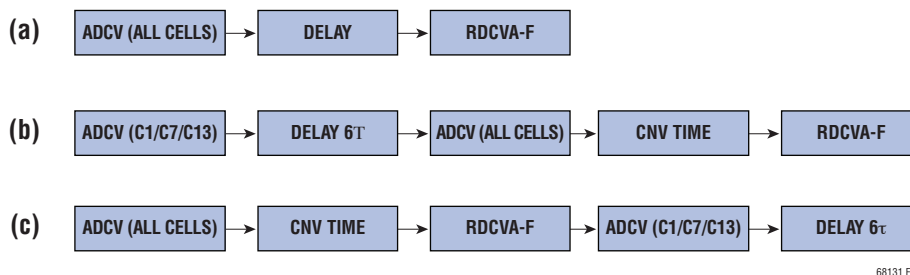 (a) ADCV (ALL CELLS) DELAY RDCVA-F
(b) ADCV (C1/C7/C13) DELAY 6T ADCV (ALL CELLS) CNV TIME RDCVA-F
(c) ADCV (ALL CELLS) CNV TIME RDCVA-F ADCV (C1/C7/C13) DELAY 6τ
68131 F